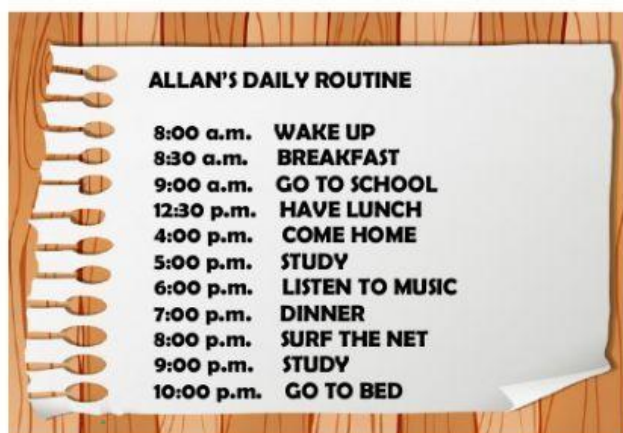 ALLAN'S DAILY ROUTINE
8:00 a.m. WAKE UP
8:30 a.m. BREAKFAST
9:00 a.m. GO TO SCHOOL
12:30 p.m. HAVE LUNCH
4:00 p.m. COME HOME
5:00 p.m. STUDY
6:00 p.m. LISTEN TO MUSIC
7:00 p.m. DINNER
8:00 p.m. SURF THE NET
9:00 p.m. STUDY
10:00 p.m. GO TO BED